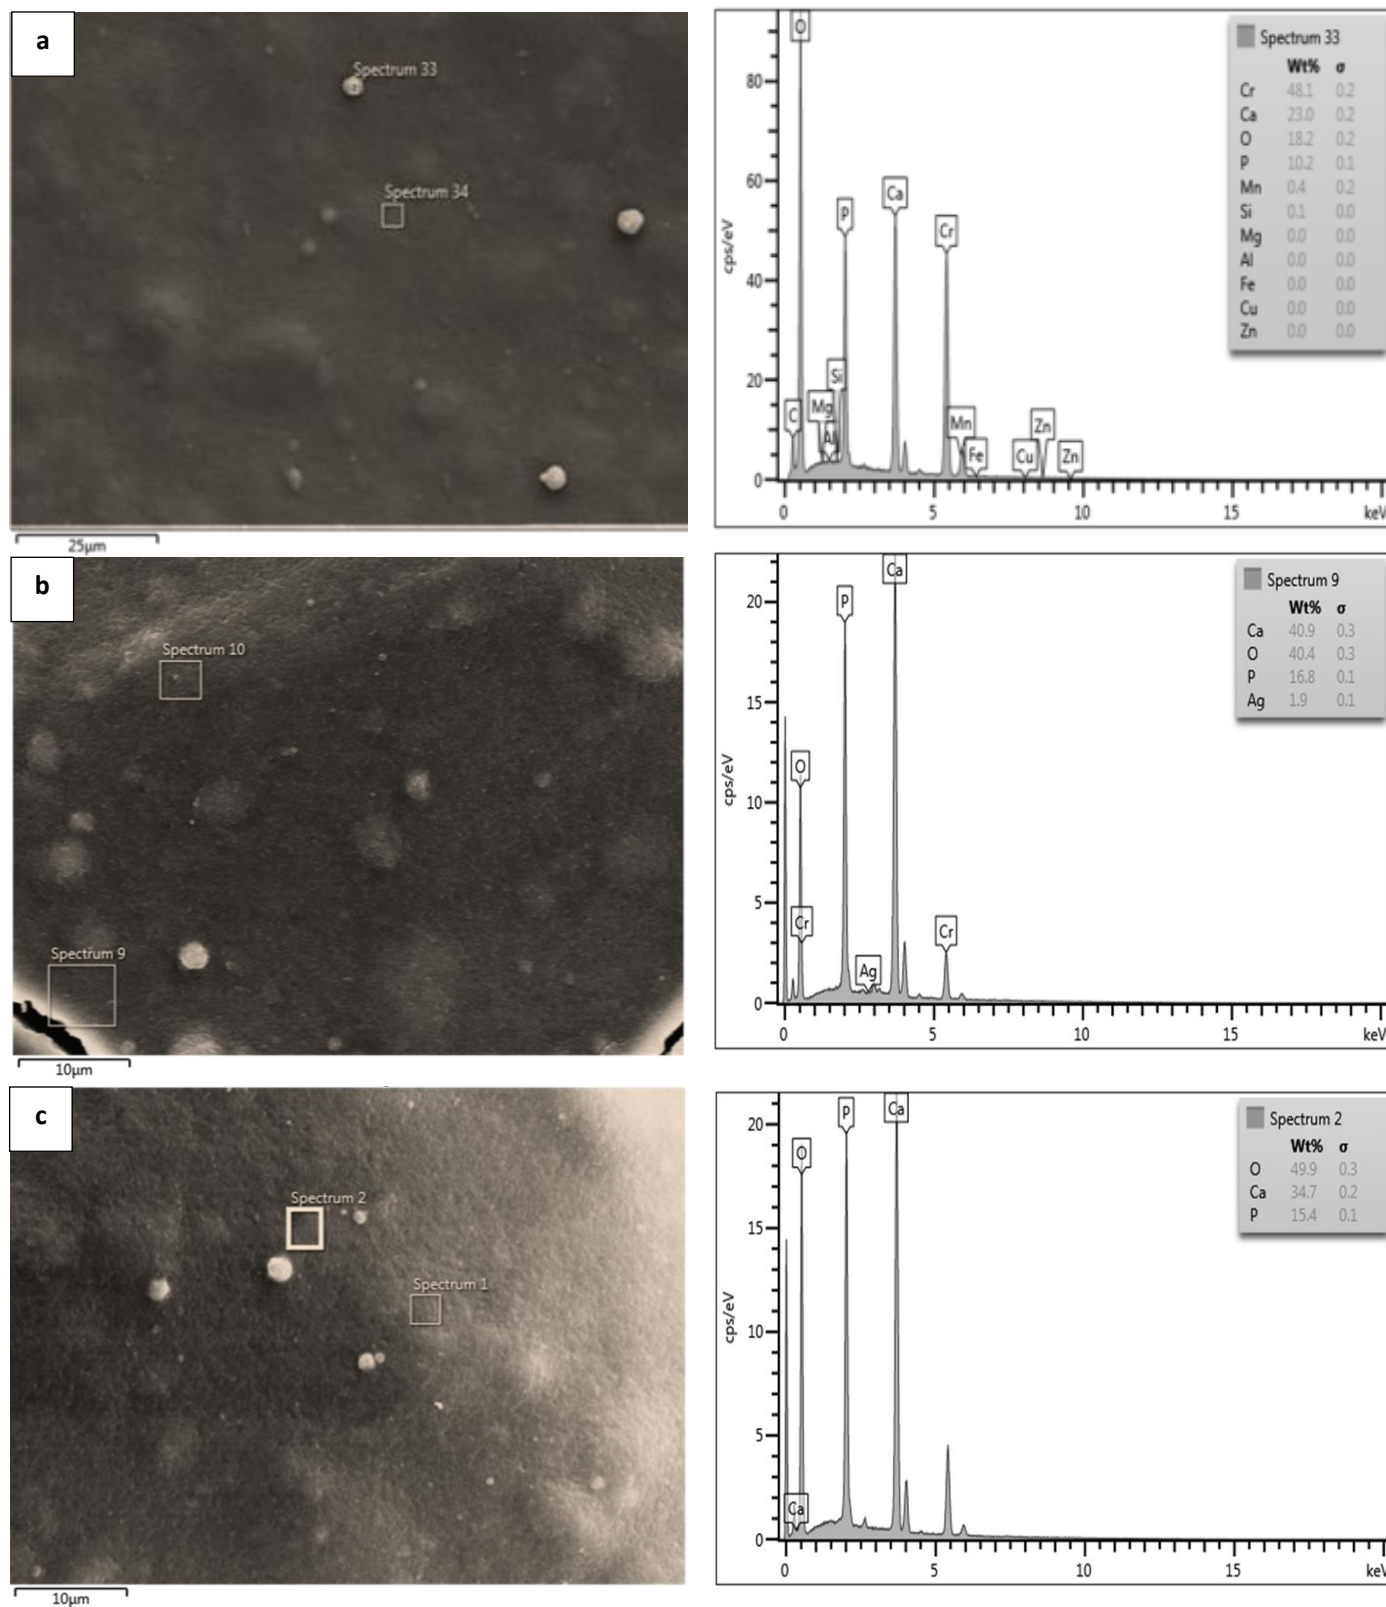 a
Spectrum 33
Spectrum 34
25µm
cps/eV
80
60
40
20
0
O
P
Ca
Cr
Si
C
Mg
Al
Mn
Fe
Cu
Zn
Zn
0 5 10 15 keV
Spectrum 33
Wt% σ
Cr 48.1 0.2
Ca 23.0 0.2
O 18.2 0.2
P 10.2 0.1
Mn 0.4 0.2
Si 0.1 0.0
Mg 0.0 0.0
Al 0.0 0.0
Fe 0.0 0.0
Cu 0.0 0.0
Zn 0.0 0.0
b
Spectrum 10
Spectrum 9
10µm
cps/eV
20
15
10
5
0
Ca
P
O
Cr
Ag
Cr
0 5 10 15 keV
Spectrum 9
Wt% σ
Ca 40.9 0.3
O 40.4 0.3
P 16.8 0.1
Ag 1.9 0.1
c
Spectrum 2
Spectrum 1
10µm
cps/eV
20
15
10
5
0
P
Ca
O
Ca
0 5 10 15 keV
Spectrum 2
Wt% σ
O 49.9 0.3
Ca 34.7 0.2
P 15.4 0.1